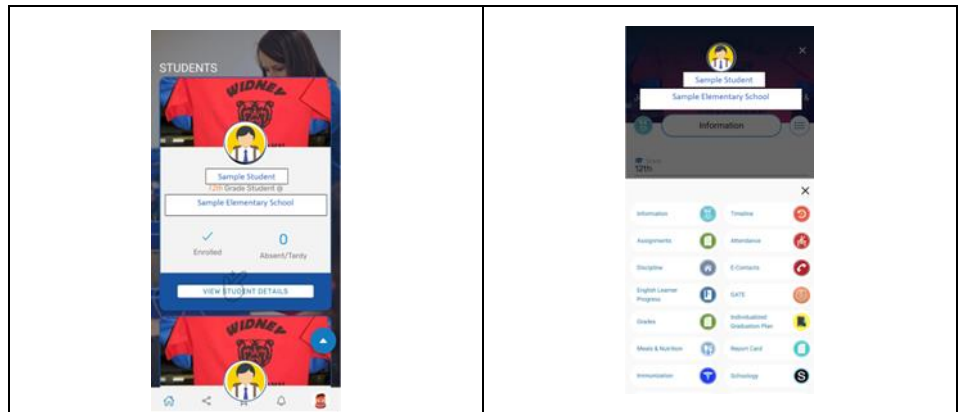 STUDENTS
WIDNEY
Sample Student
12th Grade Student @
Sample Elementary School
Enrolled
0
Absent/Tardy
VIEW STUDENT DETAILS
WIDNEY
Sample Student
Sample Elementary School
Information
Grade
12th
Information
Timeline
Assignments
Attendance
Discipline
E-Contacts
English Learner
Progress
GATE
Grades
Individualized
Graduation Plan
Meals & Nutrition
Report Card
Immunization
Schoology
S